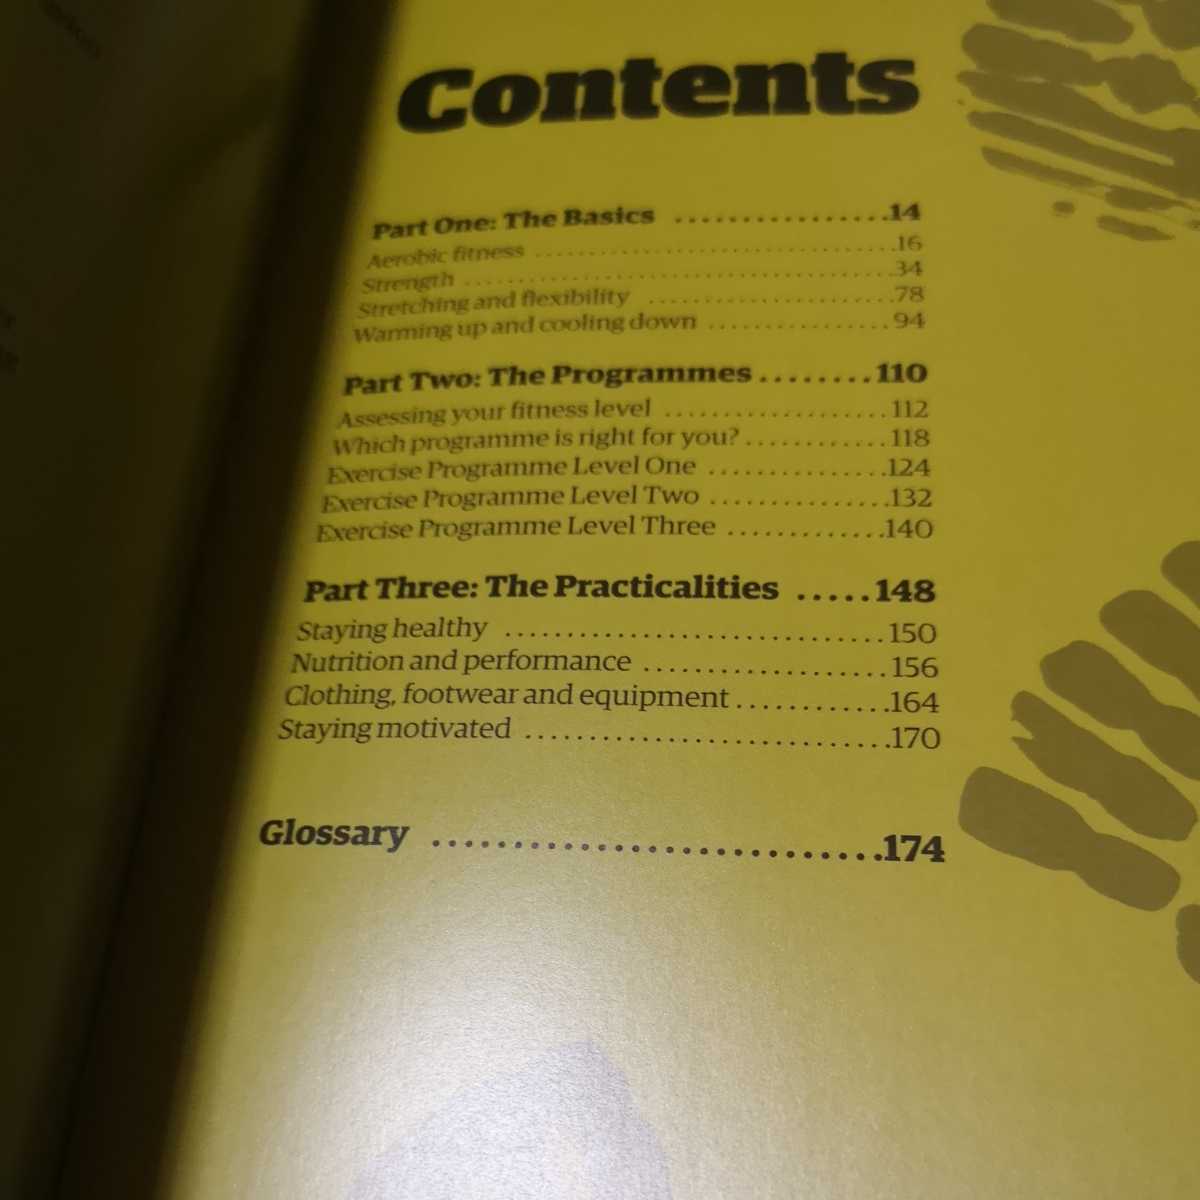 Contents
Part One: The Basics ................14
Aerobic fitness ..............................16
Strength ....................................34
Stretching and flexibility ....................78
Warming up and cooling down ................94
Part Two: The Programmes ........110
Assessing your fitness level ...................112
Which programme is right for you? ............118
Exercise Programme Level One ...............124
Exercise Programme Level Two ...............132
Exercise Programme Level Three .............140
Part Three: The Practicalities .....148
Staying healthy ...............................150
Nutrition and performance ....................156
Clothing, footwear and equipment ............164
Staying motivated ..............................170
Glossary ............................174